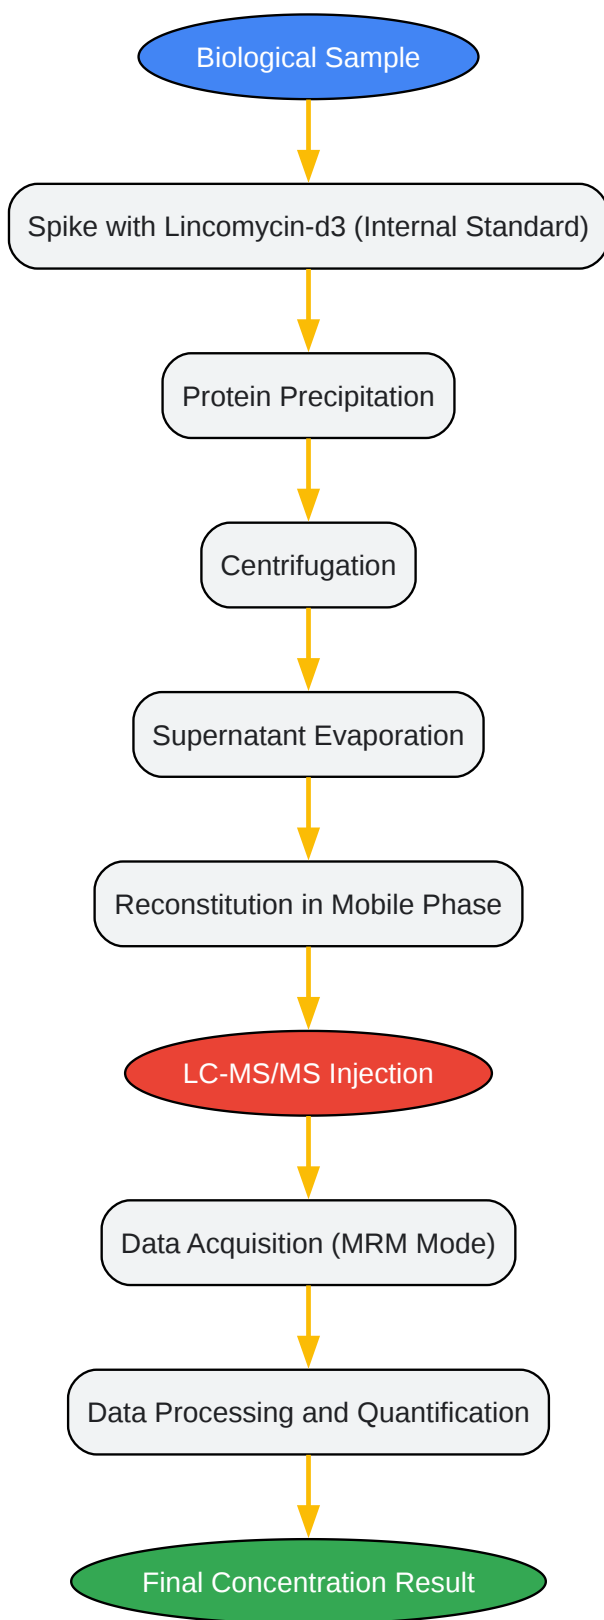 Biological Sample
Spike with Lincomycin-d3 (Internal Standard)
Protein Precipitation
Centrifugation
Supernatant Evaporation
Reconstitution in Mobile Phase
LC-MS/MS Injection
Data Acquisition (MRM Mode)
Data Processing and Quantification
Final Concentration Result